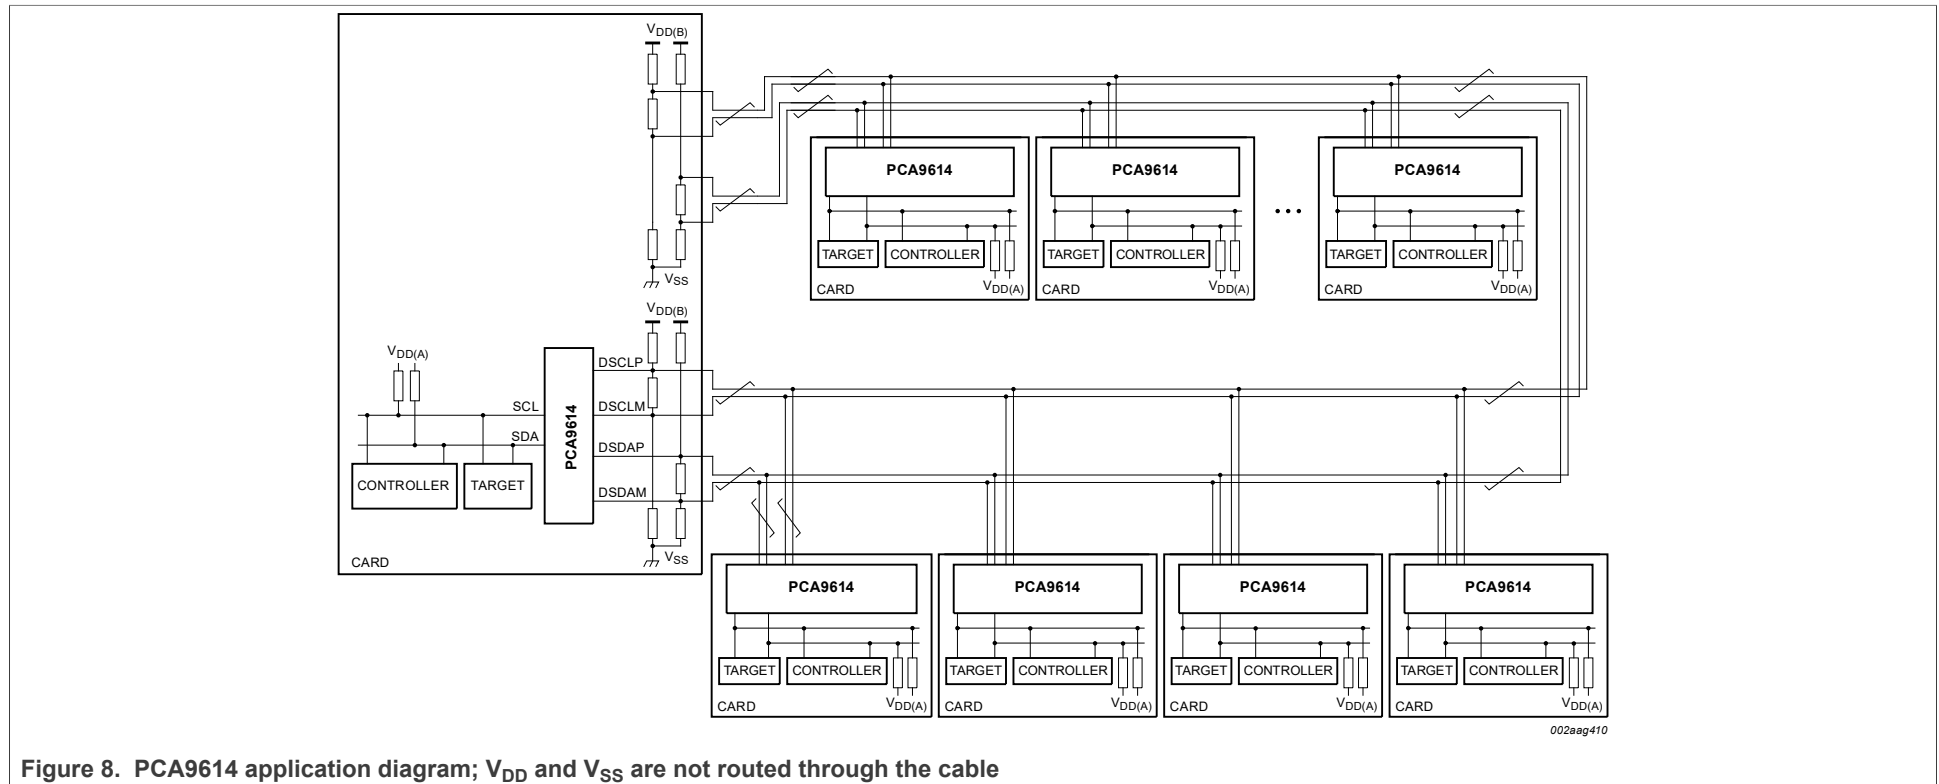 VDD(B)
PCA9614 PCA9614 PCA9614
• • •
TARGET CONTROLLER TARGET CONTROLLER TARGET CONTROLLER
VSS
CARD VDD(A) CARD VDD(A) CARD VDD(A)
VDD(B)
VDD(A)
DSCLP
SCL DSCLM
SDA
PCA9614
DSDAP
CONTROLLER TARGET DSDAM
VSS
CARD
PCA9614 PCA9614 PCA9614 PCA9614
TARGET CONTROLLER TARGET CONTROLLER TARGET CONTROLLER TARGET CONTROLLER
CARD VDD(A) CARD VDD(A) CARD VDD(A) CARD VDD(A)
002aag410
Figure 8. PCA9614 application diagram; VDD and VSS are not routed through the cable